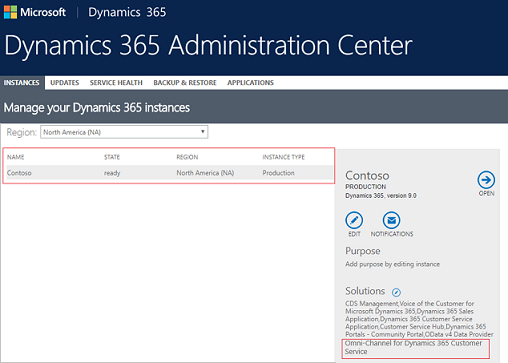 Microsoft Dynamics 365
Dynamics 365 Administration Center
INSTANCES UPDATES SERVICE HEALTH BACKUP & RESTORE APPLICATIONS
Manage your Dynamics 365 instances
Region: North America (NA)
NAME STATE REGION INSTANCE TYPE
Contoso ready North America (NA) Production
Contoso
PRODUCTION
Dynamics 365, version 9.0
OPEN
EDIT NOTIFICATIONS
Purpose
Add purpose by editing instance
Solutions
CDS Management,Voice of the Customer for
Microsoft Dynamics 365,Dynamics 365 Sales
Application,Dynamics 365 Customer Service
Application,Customer Service Hub,Dynamics 365
Portals - Community Portal,OData v4 Data Provider
Omni-Channel for Dynamics 365 Customer
Service